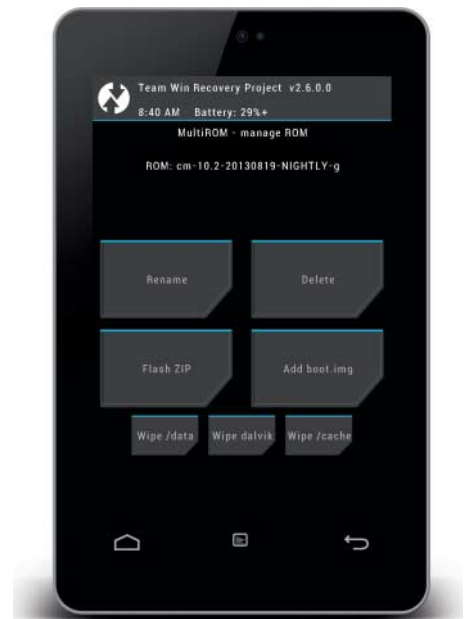 Team Win Recovery Project v2.6.0.0
8:40 AM Battery: 29%+
MultiROM - manage ROM
ROM: cm-10.2-20130819-NIGHTLY-g
Rename Delete
Flash ZIP Add boot.img
Wipe /data Wipe dalvik Wipe /cache